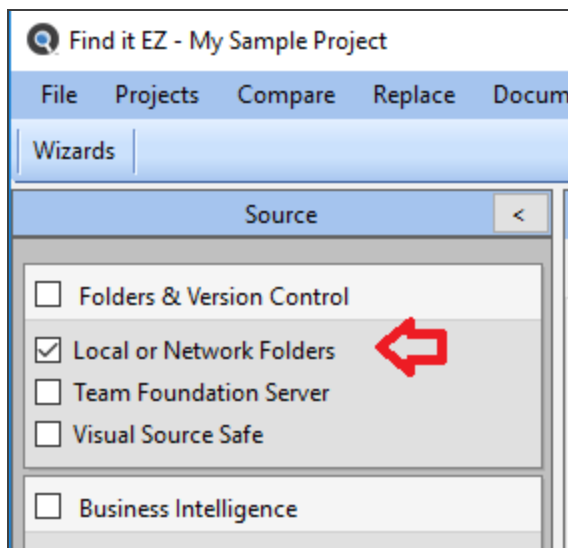 Find it EZ - My Sample Project
File Projects Compare Replace Docum
Wizards
Source <
Folders & Version Control
Local or Network Folders
Team Foundation Server
Visual Source Safe
Business Intelligence